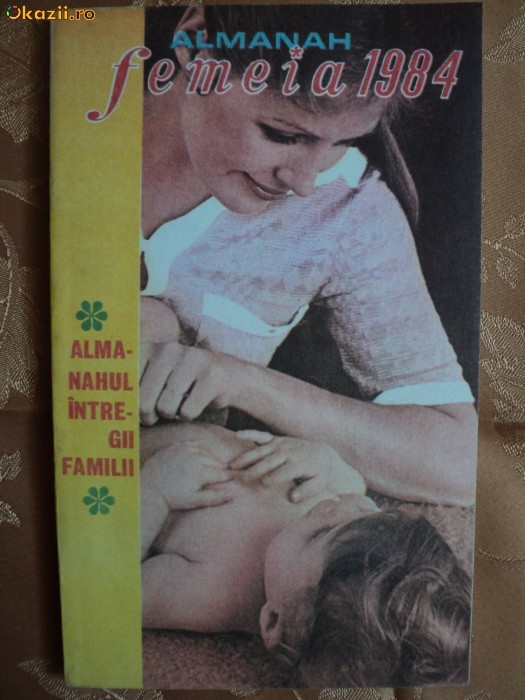 Okazii.ro
ALMANAH
femeia 1984
ALMA-
NAHUL
ÎNTRE-
GII
FAMILII